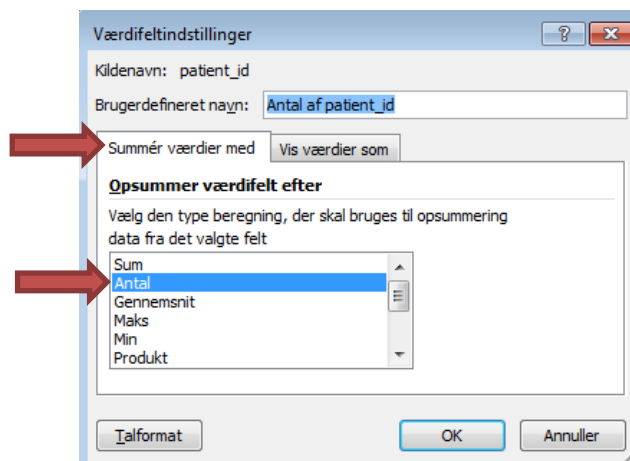 Værdifeltindstillinger
Kildenavn: patient_id
Brugerdefineret navn: Antal af patient_id
Summér værdier med Vis værdier som
Opsummer værdifelt efter
Vælg den type beregning, der skal bruges til opsummering
data fra det valgte felt
Sum
Antal
Gennemsnit
Maks
Min
Produkt
Talformat OK Annuller